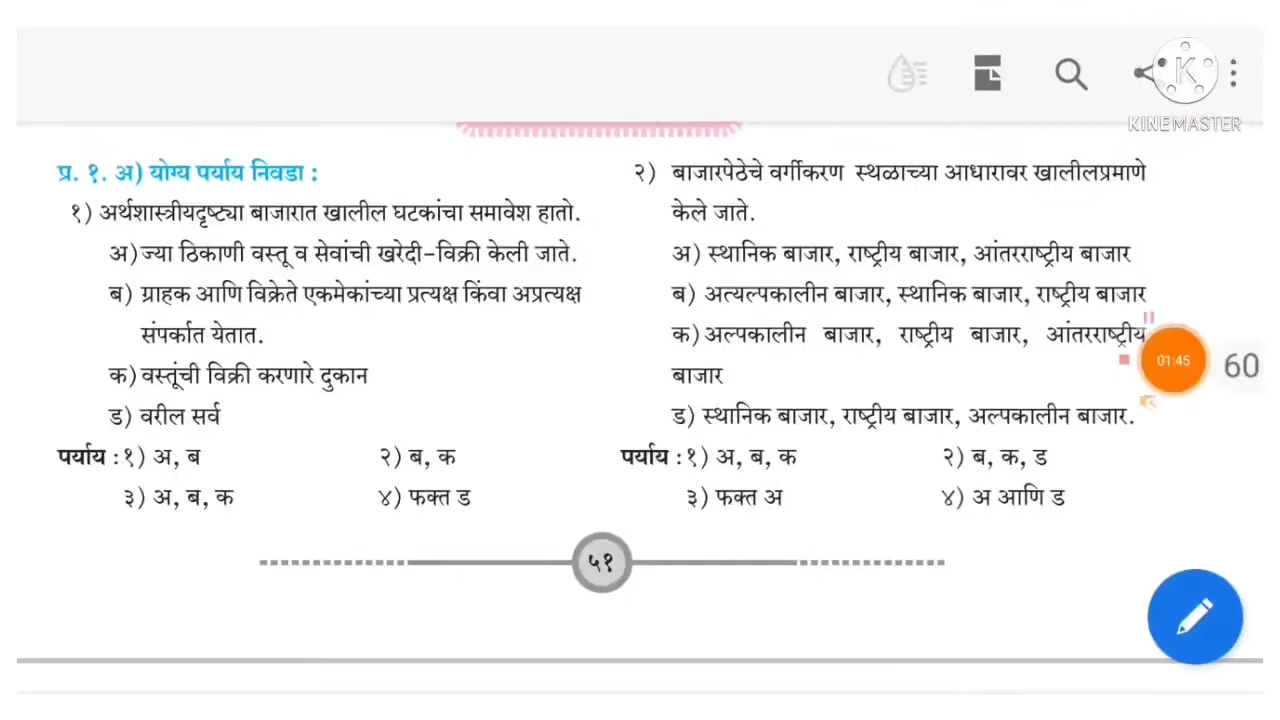 KINEMASTER
प्र. १. अ) योग्य पर्याय निवडा :
१) अर्थशास्त्रीयदृष्ट्या बाजारात खालील घटकांचा समावेश हातो.
अ) ज्या ठिकाणी वस्तू व सेवांची खरेदी-विक्री केली जाते.
ब) ग्राहक आणि विक्रेते एकमेकांच्या प्रत्यक्ष किंवा अप्रत्यक्ष
संपर्कात येतात.
क) वस्तूंची विक्री करणारे दुकान
ड) वरील सर्व
पर्याय : १) अ, ब २) ब, क
३) अ, ब, क ४) फक्त ड
२) बाजारपेठेचे वर्गीकरण स्थळाच्या आधारावर खालीलप्रमाणे
केले जाते.
अ) स्थानिक बाजार, राष्ट्रीय बाजार, आंतरराष्ट्रीय बाजार
ब) अत्यल्पकालीन बाजार, स्थानिक बाजार, राष्ट्रीय बाजार
क) अल्पकालीन बाजार, राष्ट्रीय बाजार, आंतरराष्ट्रीय
बाजार
ड) स्थानिक बाजार, राष्ट्रीय बाजार, अल्पकालीन बाजार.
पर्याय : १) अ, ब, क २) ब, क, ड
३) फक्त अ ४) अ आणि ड
01:45
60
५१